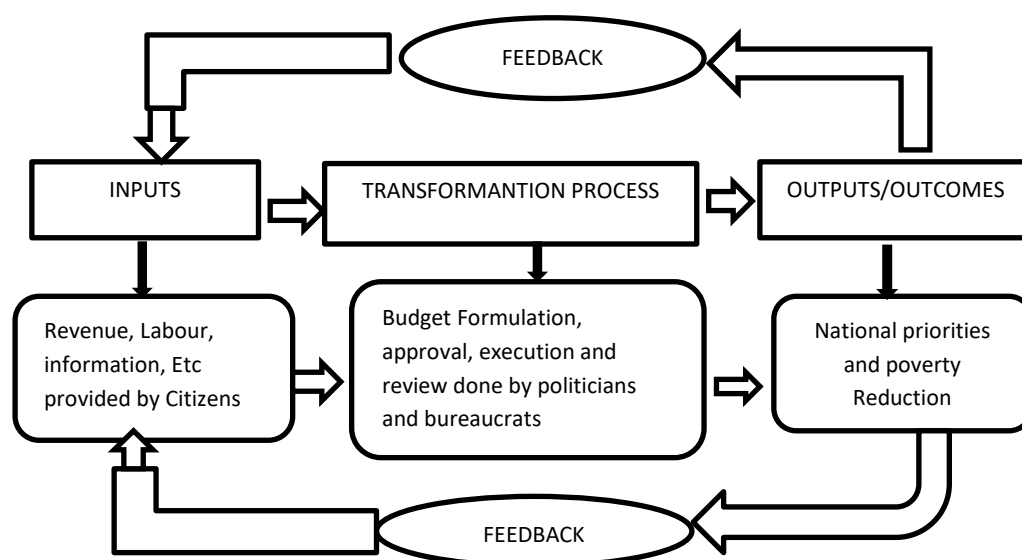 FEEDBACK
INPUTS
TRANSFORMANTION PROCESS
OUTPUTS/OUTCOMES
Revenue, Labour,
information, Etc
provided by Citizens
Budget Formulation,
approval, execution and
review done by politicians
and bureaucrats
National priorities
and poverty
Reduction
FEEDBACK